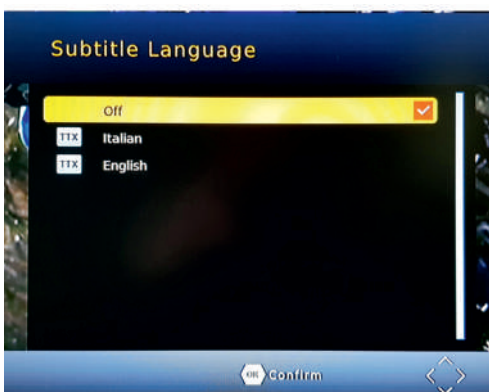 Subtitle Language
Off
TTX Italian
TTX English
OK Confirm